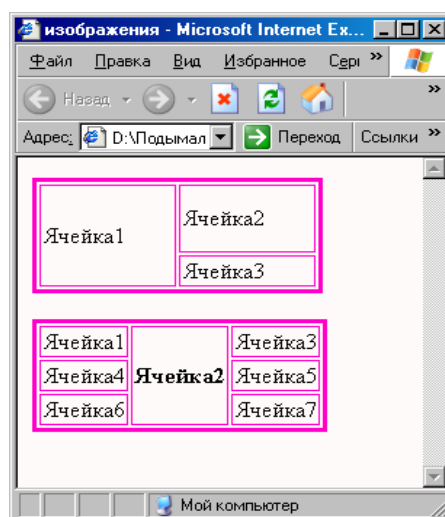 изображения - Microsoft Internet Ex...
Файл Правка Вид Избранное Сер »
Назад »
Адрес: D:\Подымал Переход Ссылки »
Ячейка1 Ячейка2
Ячейка3
Ячейка1 Ячейка2 Ячейка3
Ячейка4 Ячейка5
Ячейка6 Ячейка7
Мой компьютер